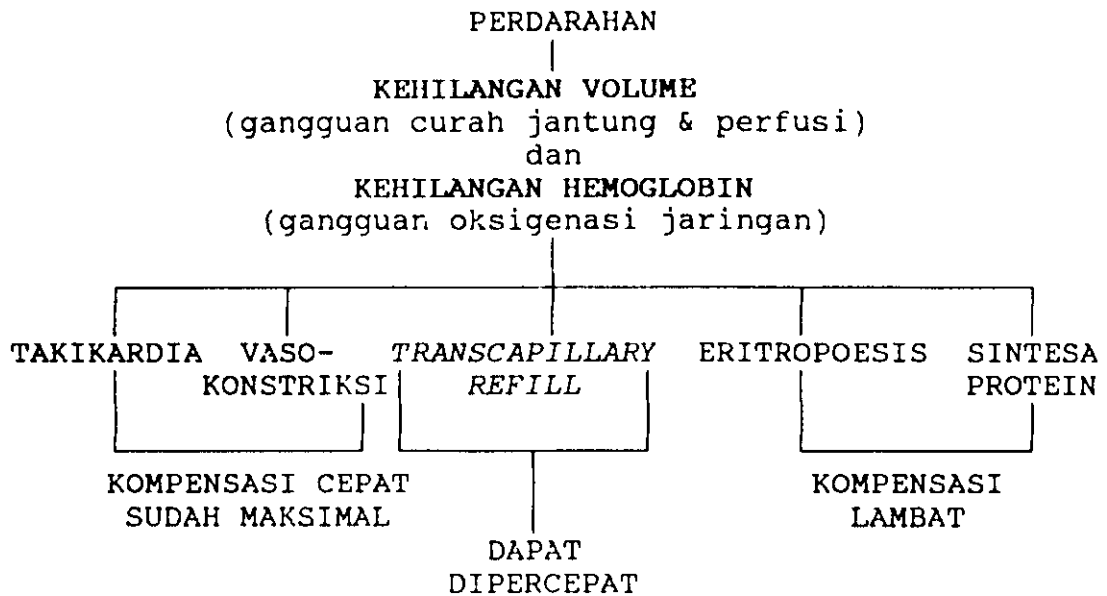 PERDARAHAN
KEHILANGAN VOLUME
(gangguan curah jantung & perfusi)
dan
KEHILANGAN HEMOGLOBIN
(gangguan oksigenasi jaringan)
TAKIKARDIA VASO- TRANSCAPILLARY ERITROPOESIS SINTESA
KONSTRIKSI REFILL PROTEIN
KOMPENSASI CEPAT KOMPENSASI
SUDAH MAKSIMAL LAMBAT
DAPAT
DIPERCEPAT